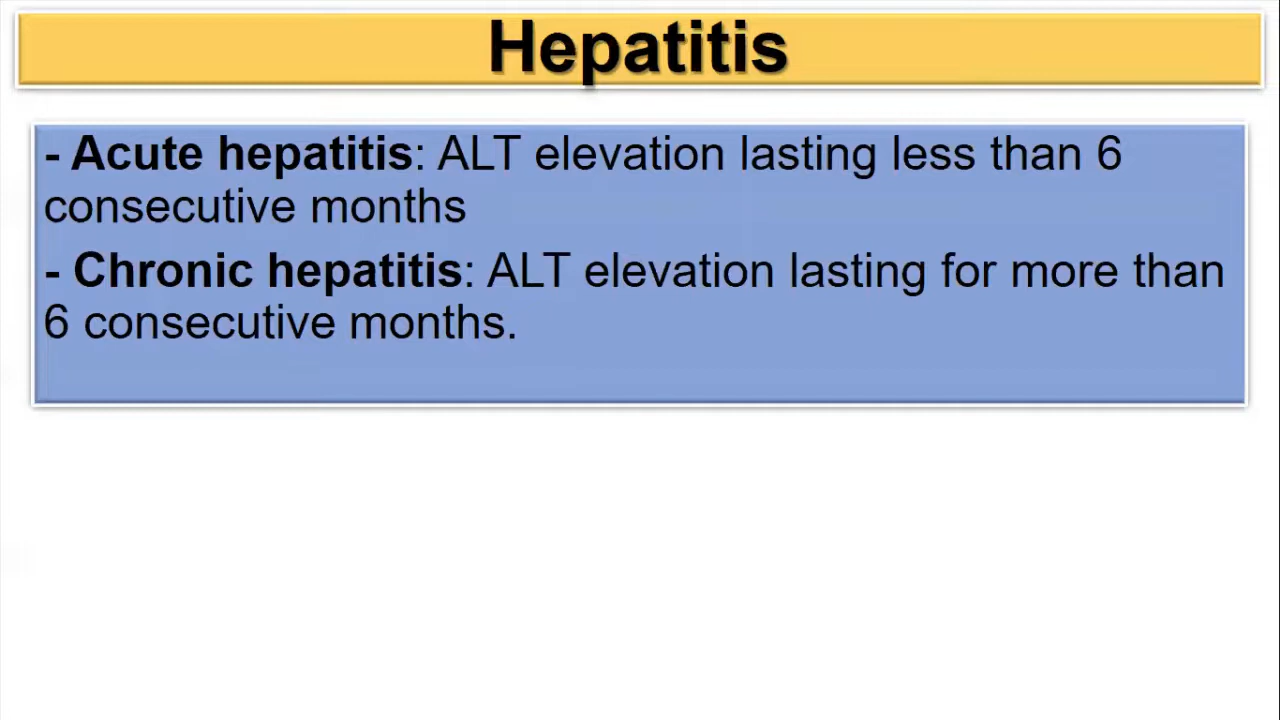 Hepatitis
- Acute hepatitis: ALT elevation lasting less than 6
consecutive months
- Chronic hepatitis: ALT elevation lasting for more than
6 consecutive months.